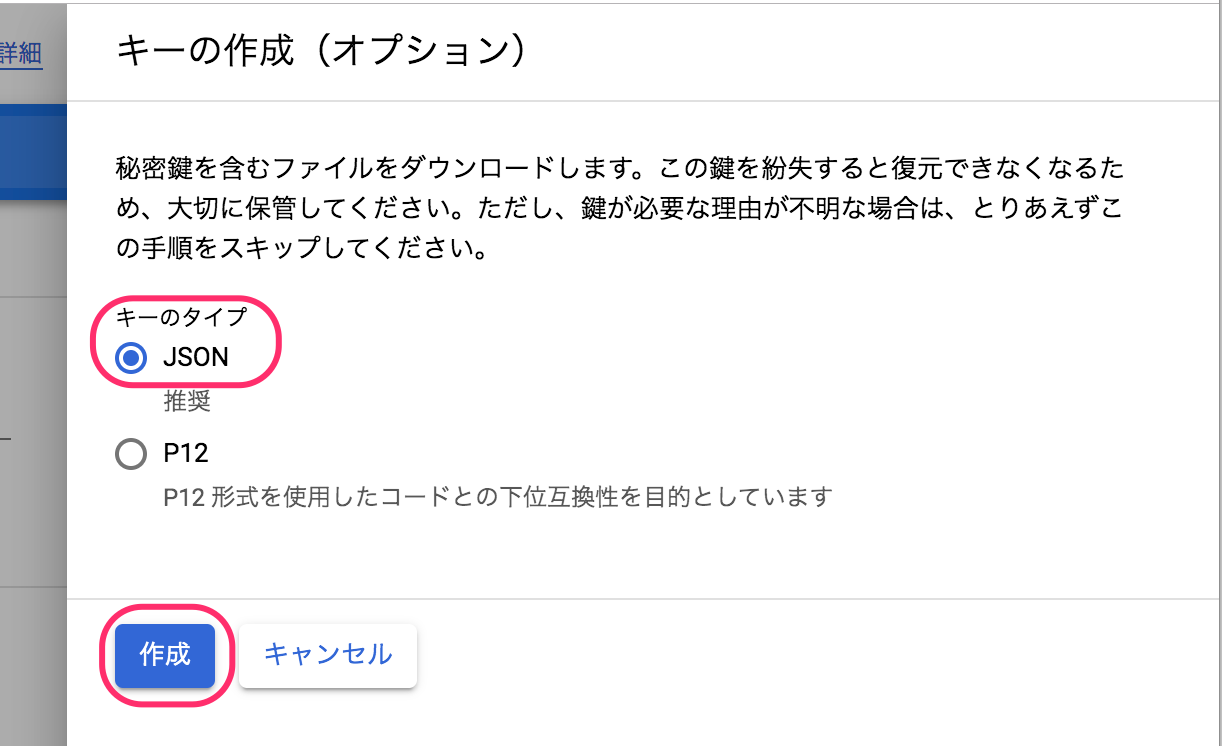 詳細
キーの作成（オプション）
秘密鍵を含むファイルをダウンロードします。この鍵を紛失すると復元できなくなるた
め、大切に保管してください。ただし、鍵が必要な理由が不明な場合は、とりあえずこ
の手順をスキップしてください。
キーのタイプ
JSON
推奨
P12
P12 形式を使用したコードとの下位互換性を目的としています
作成
キャンセル